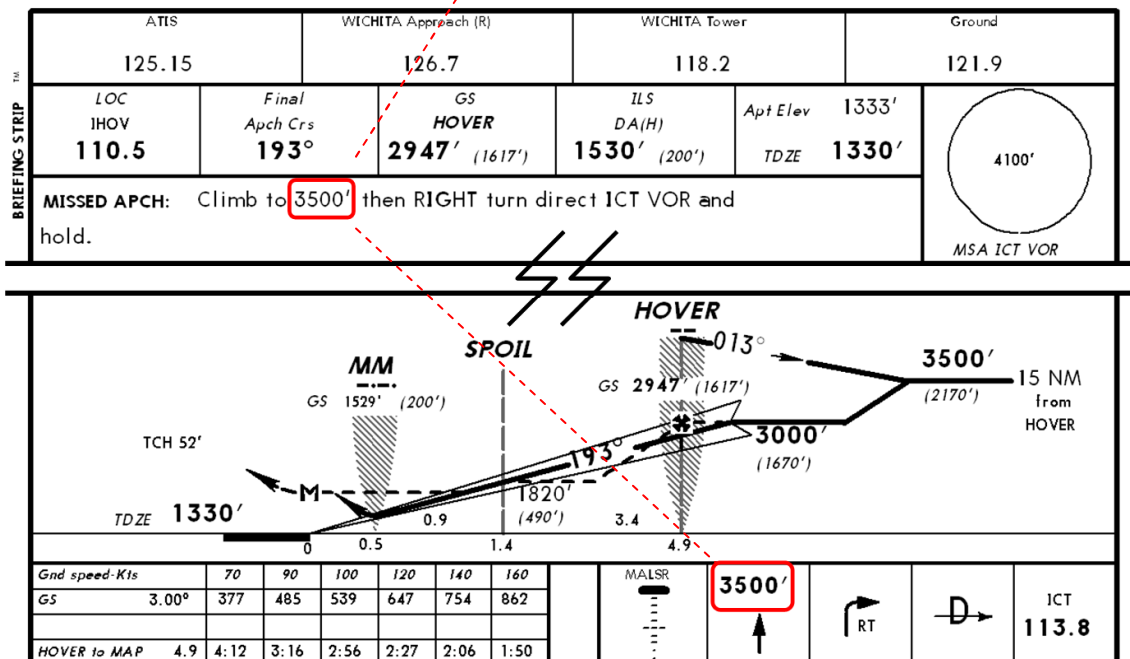 ATIS WICHITA Approach (R) WICHITA Tower Ground
125.15 126.7 118.2 121.9
BRIEFING STRIP TM
LOC Final GS ILS Apt Elev 1333'
IHOV Apch Crs HOVER DA(H)
110.5 193° 2947' (1617') 1530' (200') TDZE 1330'
4100'
MSA ICT VOR
MISSED APCH: Climb to 3500' then RIGHT turn direct ICT VOR and
hold.
HOVER
013°
SPOIL
3500'
(2170')
15 NM
from
HOVER
MM
GS 2947' (1617')
GS 1529' (200')
TCH 52'
193°
3000'
(1670')
M
1820'
(490')
TDZE 1330'
0.9 3.4
0 0.5 1.4 4.9
Gnd speed-Kts 70 90 100 120 140 160
GS 3.00° 377 485 539 647 754 862
HOVER to MAP 4.9 4:12 3:16 2:56 2:27 2:06 1:50
MALSR
3500'
RT
D
ICT
113.8